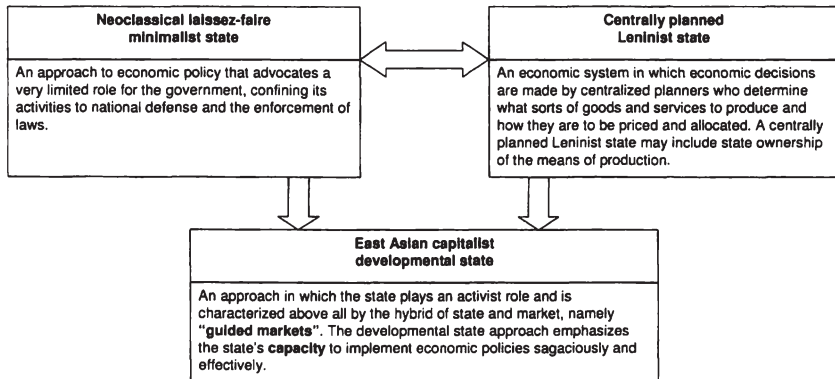 Neoclassical laissez-faire
minimalist state
An approach to economic policy that advocates a
very limited role for the government, confining its
activities to national defense and the enforcement of
laws.
Centrally planned
Leninist state
An economic system in which economic decisions
are made by centralized planners who determine
what sorts of goods and services to produce and
how they are to be priced and allocated. A centrally
planned Leninist state may include state ownership
of the means of production.
East Asian capitalist
developmental state
An approach in which the state plays an activist role and is
characterized above all by the hybrid of state and market, namely
"guided markets". The developmental state approach emphasizes
the state's capacity to implement economic policies sagaciously and
effectively.